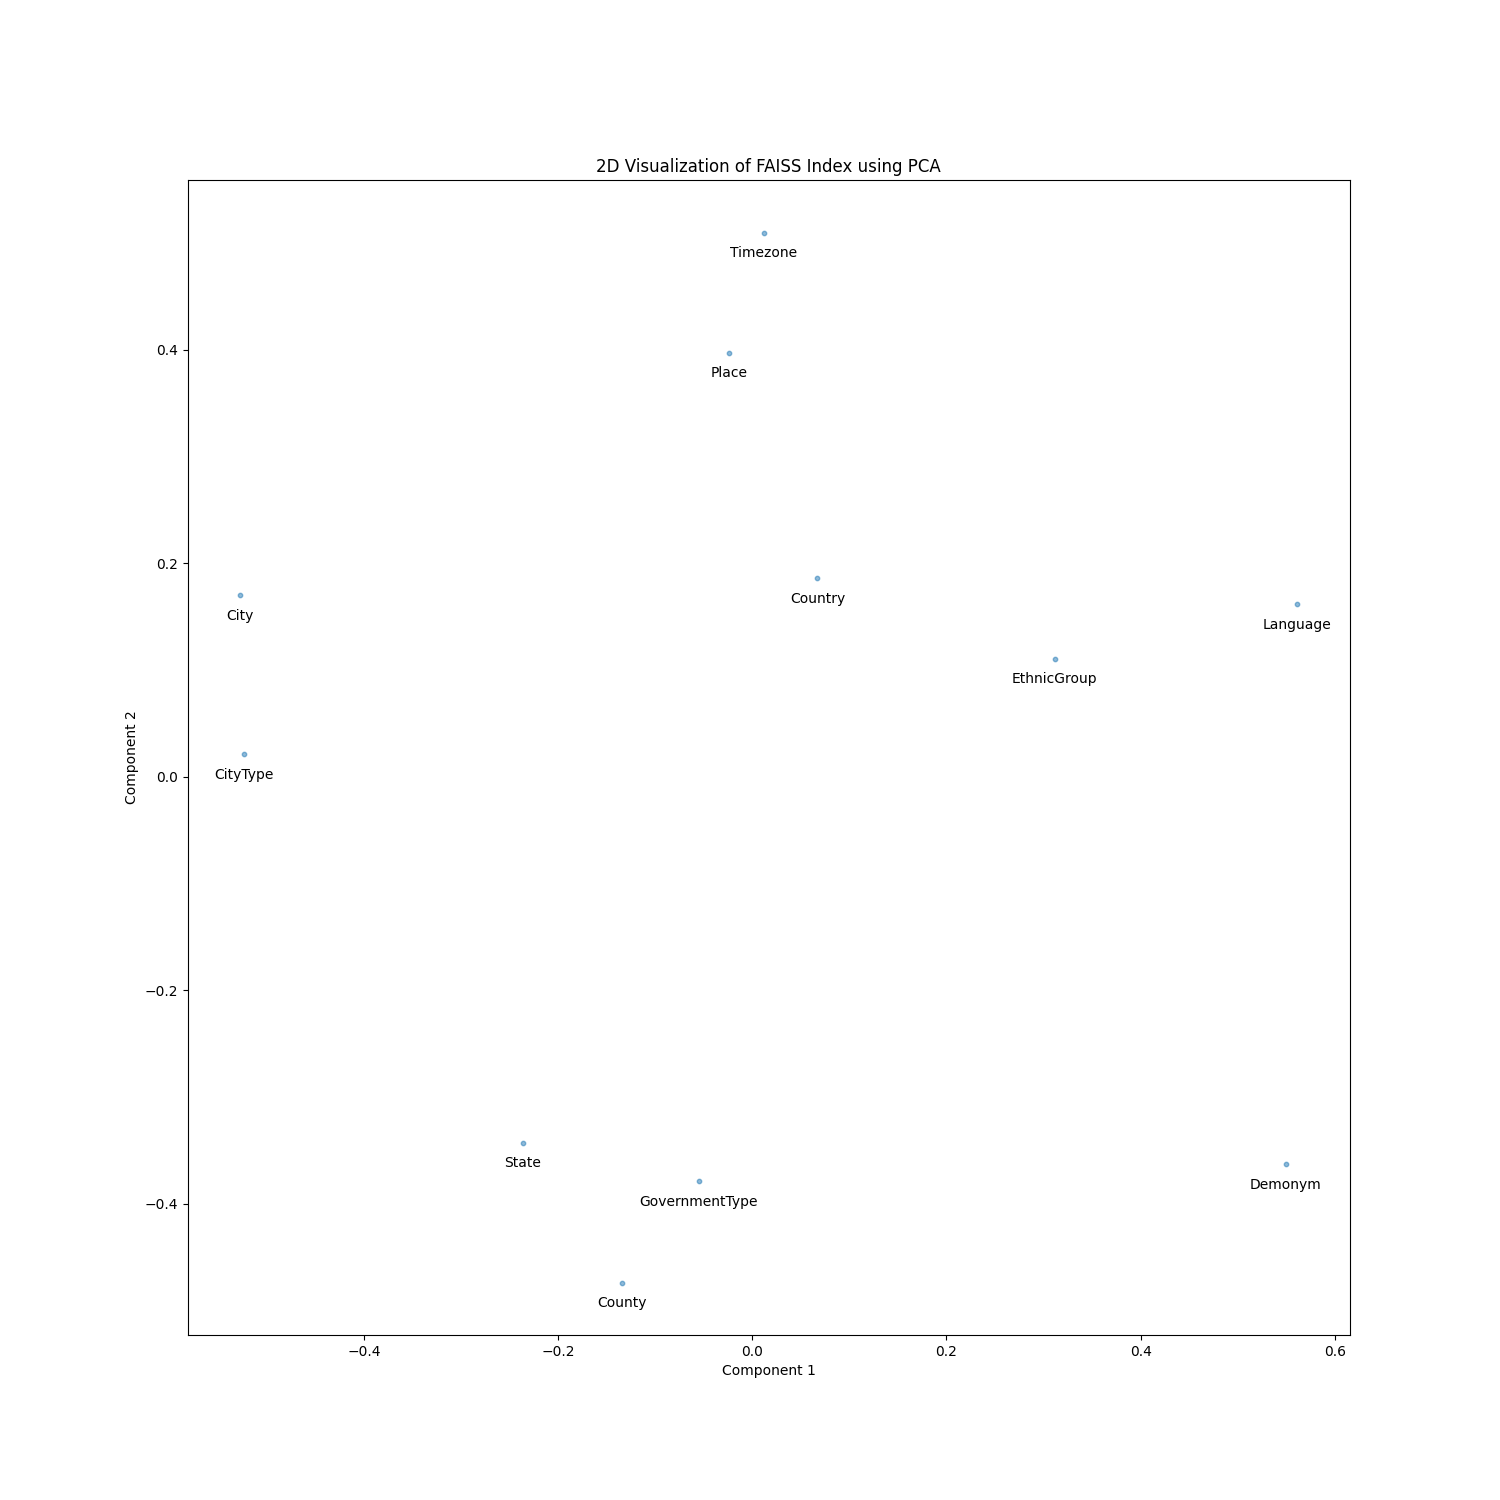 2D Visualization of FAISS Index using PCA
Timezone
0.4
Place
0.2
City
Country
Language
EthnicGroup
Component 2
0.0
CityType
−0.2
State
GovernmentType
Demonym
−0.4
County
−0.4 −0.2 0.0 0.2 0.4 0.6
Component 1